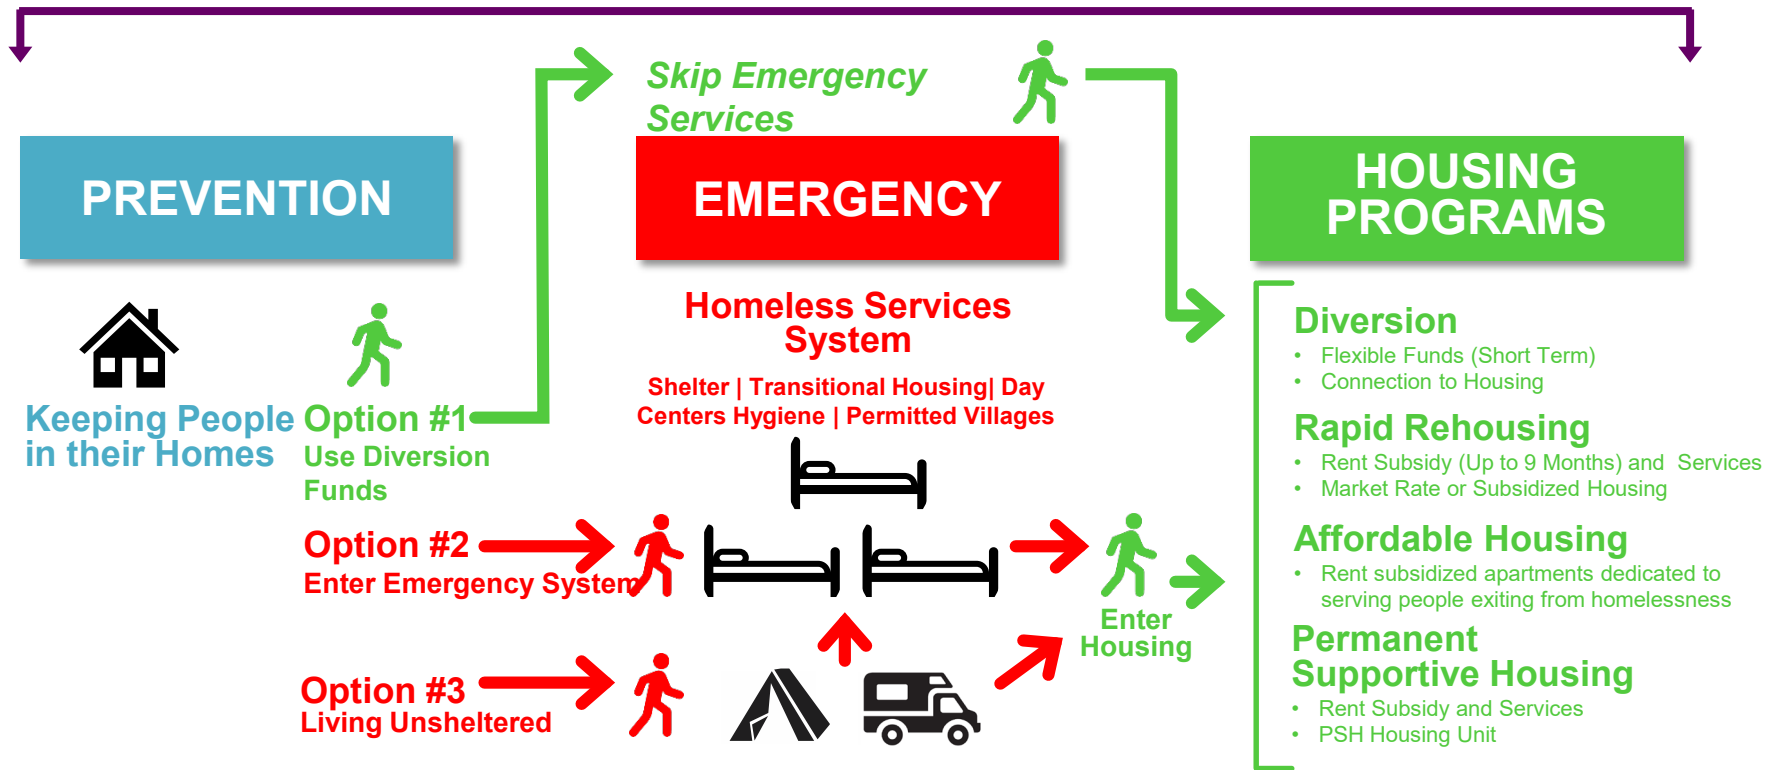 Skip Emergency
Services
PREVENTION
EMERGENCY
HOUSING
PROGRAMS
Keeping People
in their Homes
Option #1
Use Diversion
Funds
Option #2
Enter Emergency System
Option #3
Living Unsheltered
Homeless Services
System
Shelter | Transitional Housing| Day
Centers Hygiene | Permitted Villages
Enter
Housing
Diversion
• Flexible Funds (Short Term)
• Connection to Housing
Rapid Rehousing
• Rent Subsidy (Up to 9 Months) and Services
• Market Rate or Subsidized Housing
Affordable Housing
• Rent subsidized apartments dedicated to
serving people exiting from homelessness
Permanent
Supportive Housing
• Rent Subsidy and Services
• PSH Housing Unit